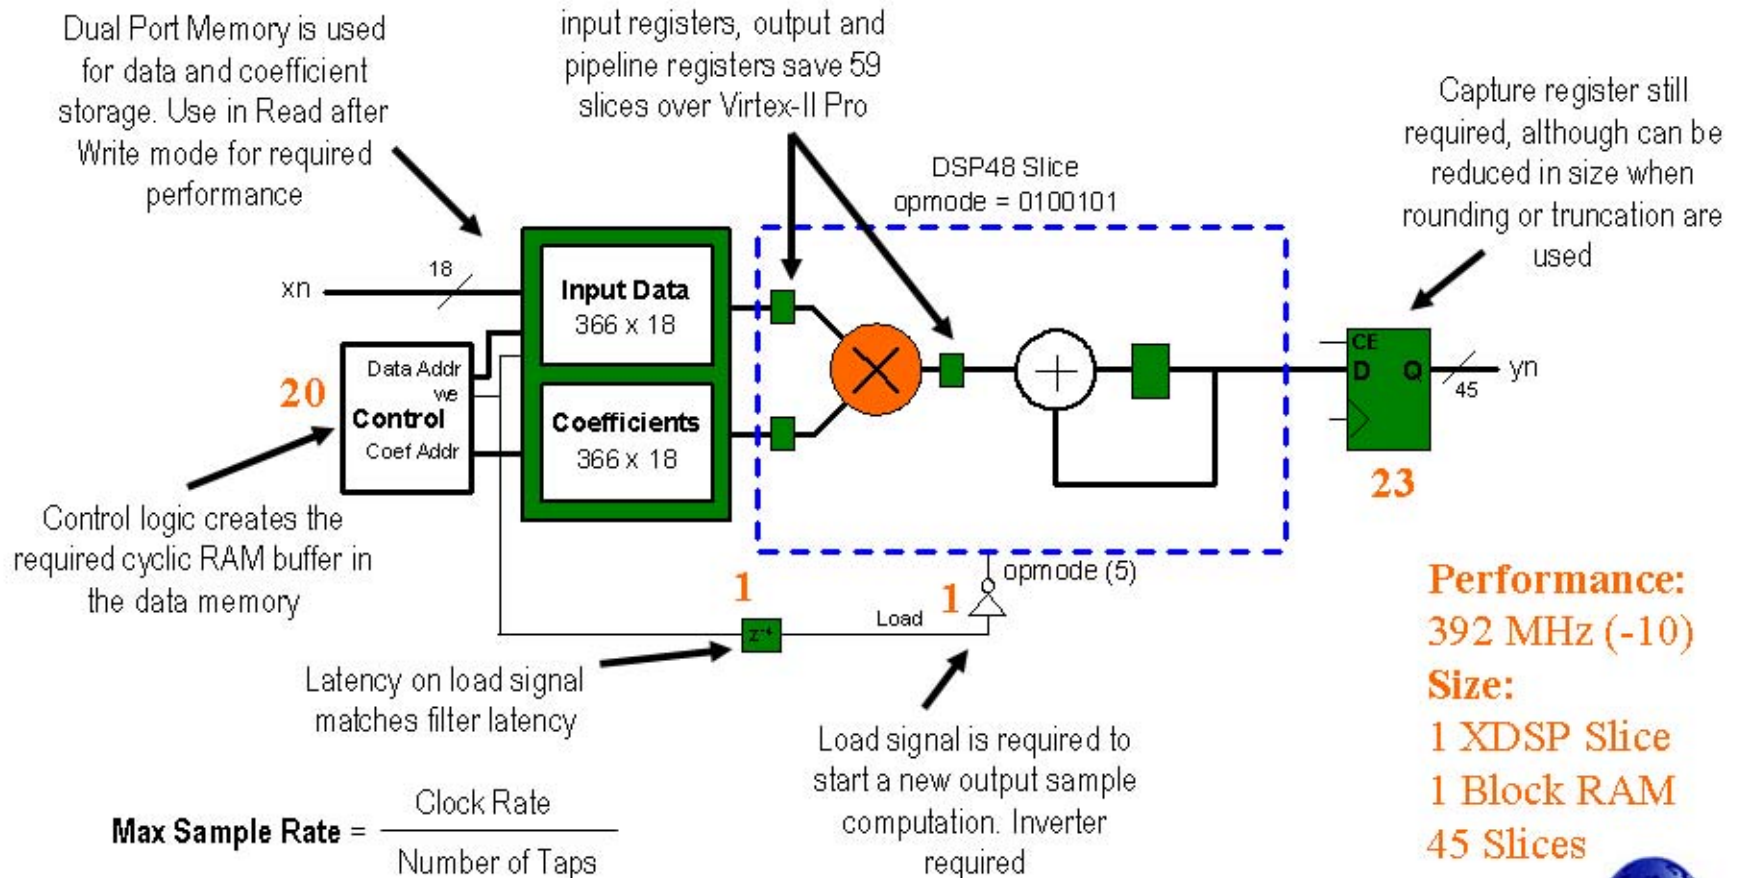 Dual Port Memory is used
for data and coefficient
storage. Use in Read after
Write mode for required
performance
input registers, output and
pipeline registers save 59
slices over Virtex-II Pro
Capture register still
required, although can be
reduced in size when
rounding or truncation are
used
DSP48 Slice
opmode = 0100101
xn
18
Input Data
366 x 18
Coefficients
366 x 18
20
Data Addr
we
Control
Coef Addr
CE
D Q
45
yn
23
Control logic creates the
required cyclic RAM buffer in
the data memory
1
Load
1
opmode (5)
Latency on load signal
matches filter latency
Load signal is required to
start a new output sample
computation. Inverter
required
Max Sample Rate =
Clock Rate
Number of Taps
Performance:
392 MHz (-10)
Size:
1 XDSP Slice
1 Block RAM
45 Slices